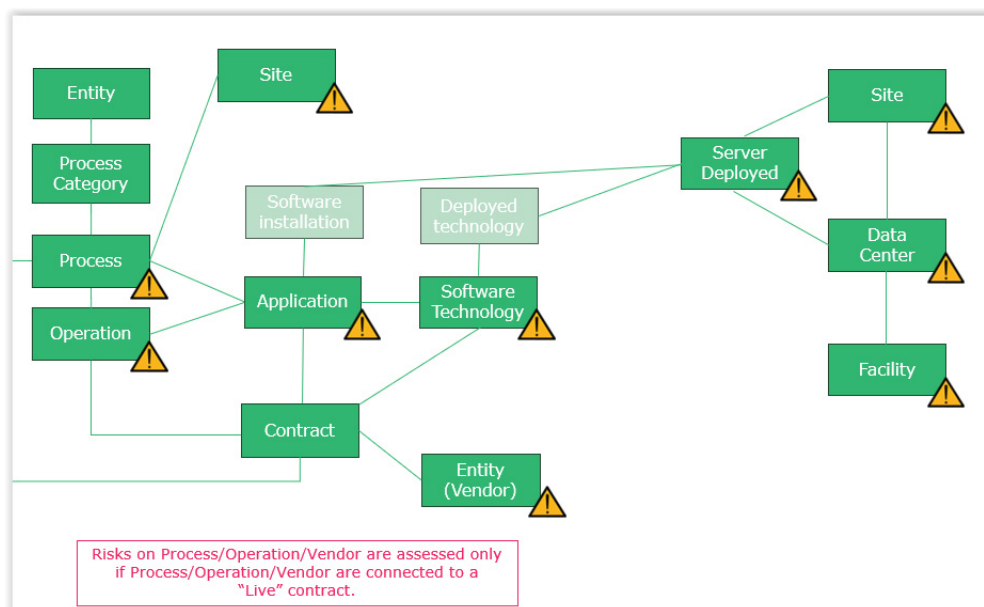 Site
Entity
Site
Process
Category
Server
Deployed
Software
installation
Deployed
technology
Process
Data
Center
Application
Software
Technology
Operation
Facility
Contract
Entity
(Vendor)
Risks on Process/Operation/Vendor are assessed only
if Process/Operation/Vendor are connected to a
“Live” contract.